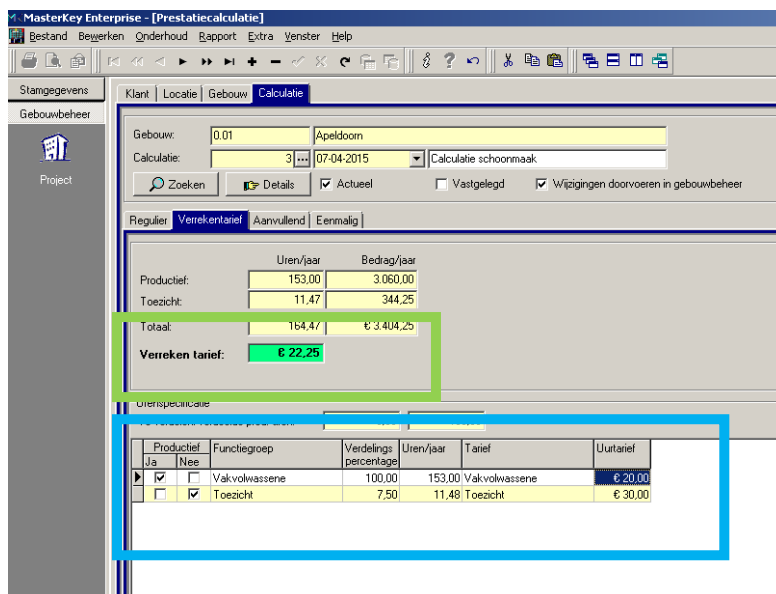 MasterKey Enterprise - [Prestatiecalculatie]
Bestand Bewerken Onderhoud Rapport Extra Venster Help
Stamgegevens
Gebouwbeheer
Project
Klant Locatie Gebouw Calculatie
Gebouw: 0.01 Apeldoorn
Calculatie: 3 ... 07-04-2015 Calculatie schoonmaak
Zoeken Details Actueel Vastgelegd Wijzigingen doorvoeren in gebouwbeheer
Regulier Verrekentarief Aanvullend Eenmalig
Uren/jaar Bedrag/jaar
Productief: 153,00 3.060,00
Toezicht: 11,47 344,25
Totaal: 164,47 € 3.404,25
Verreken tarief: € 22,25
Urenspecificatie
Productief Functiegroep Verdelings Uren/jaar Tarief Uurtarief
Ja Nee percentage
Vakvolwassene 100,00 153,00 Vakvolwassene € 20,00
Toezicht 7,50 11,48 Toezicht € 30,00